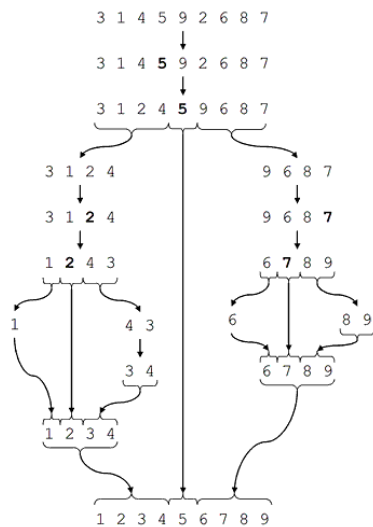 3 1 4 5 9 2 6 8 7
3 1 4 5 9 2 6 8 7
3 1 2 4 5 9 6 8 7
3 1 2 4
9 6 8 7
3 1 2 4
9 6 8 7
1 2 4 3
6 7 8 9
1
4 3
6
8 9
3 4
6 7 8 9
1 2 3 4
1 2 3 4 5 6 7 8 9